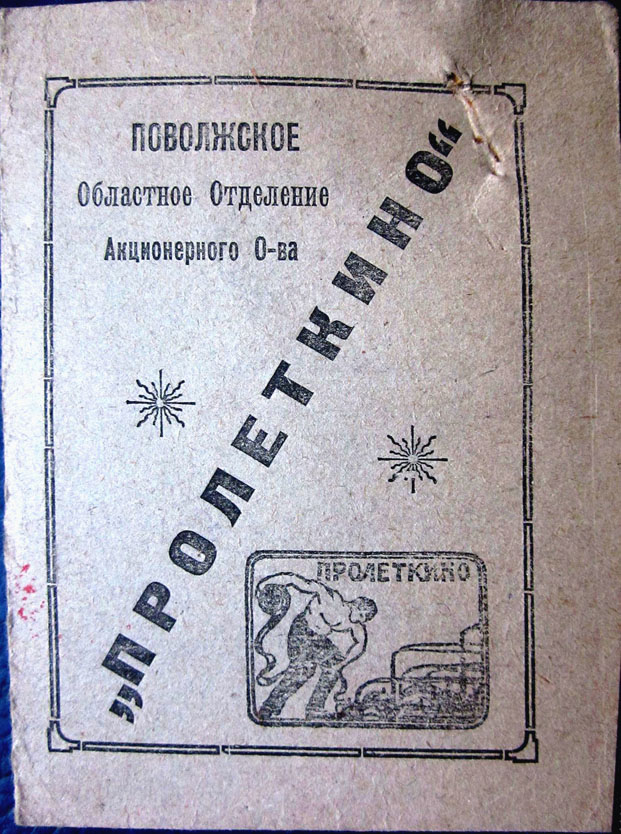 ПОВОЛЖСКОЕ
Областное Отделение
Акционерного О-ва
„ПРОЛЕТКИНО“
ПРОЛЕТКИНО